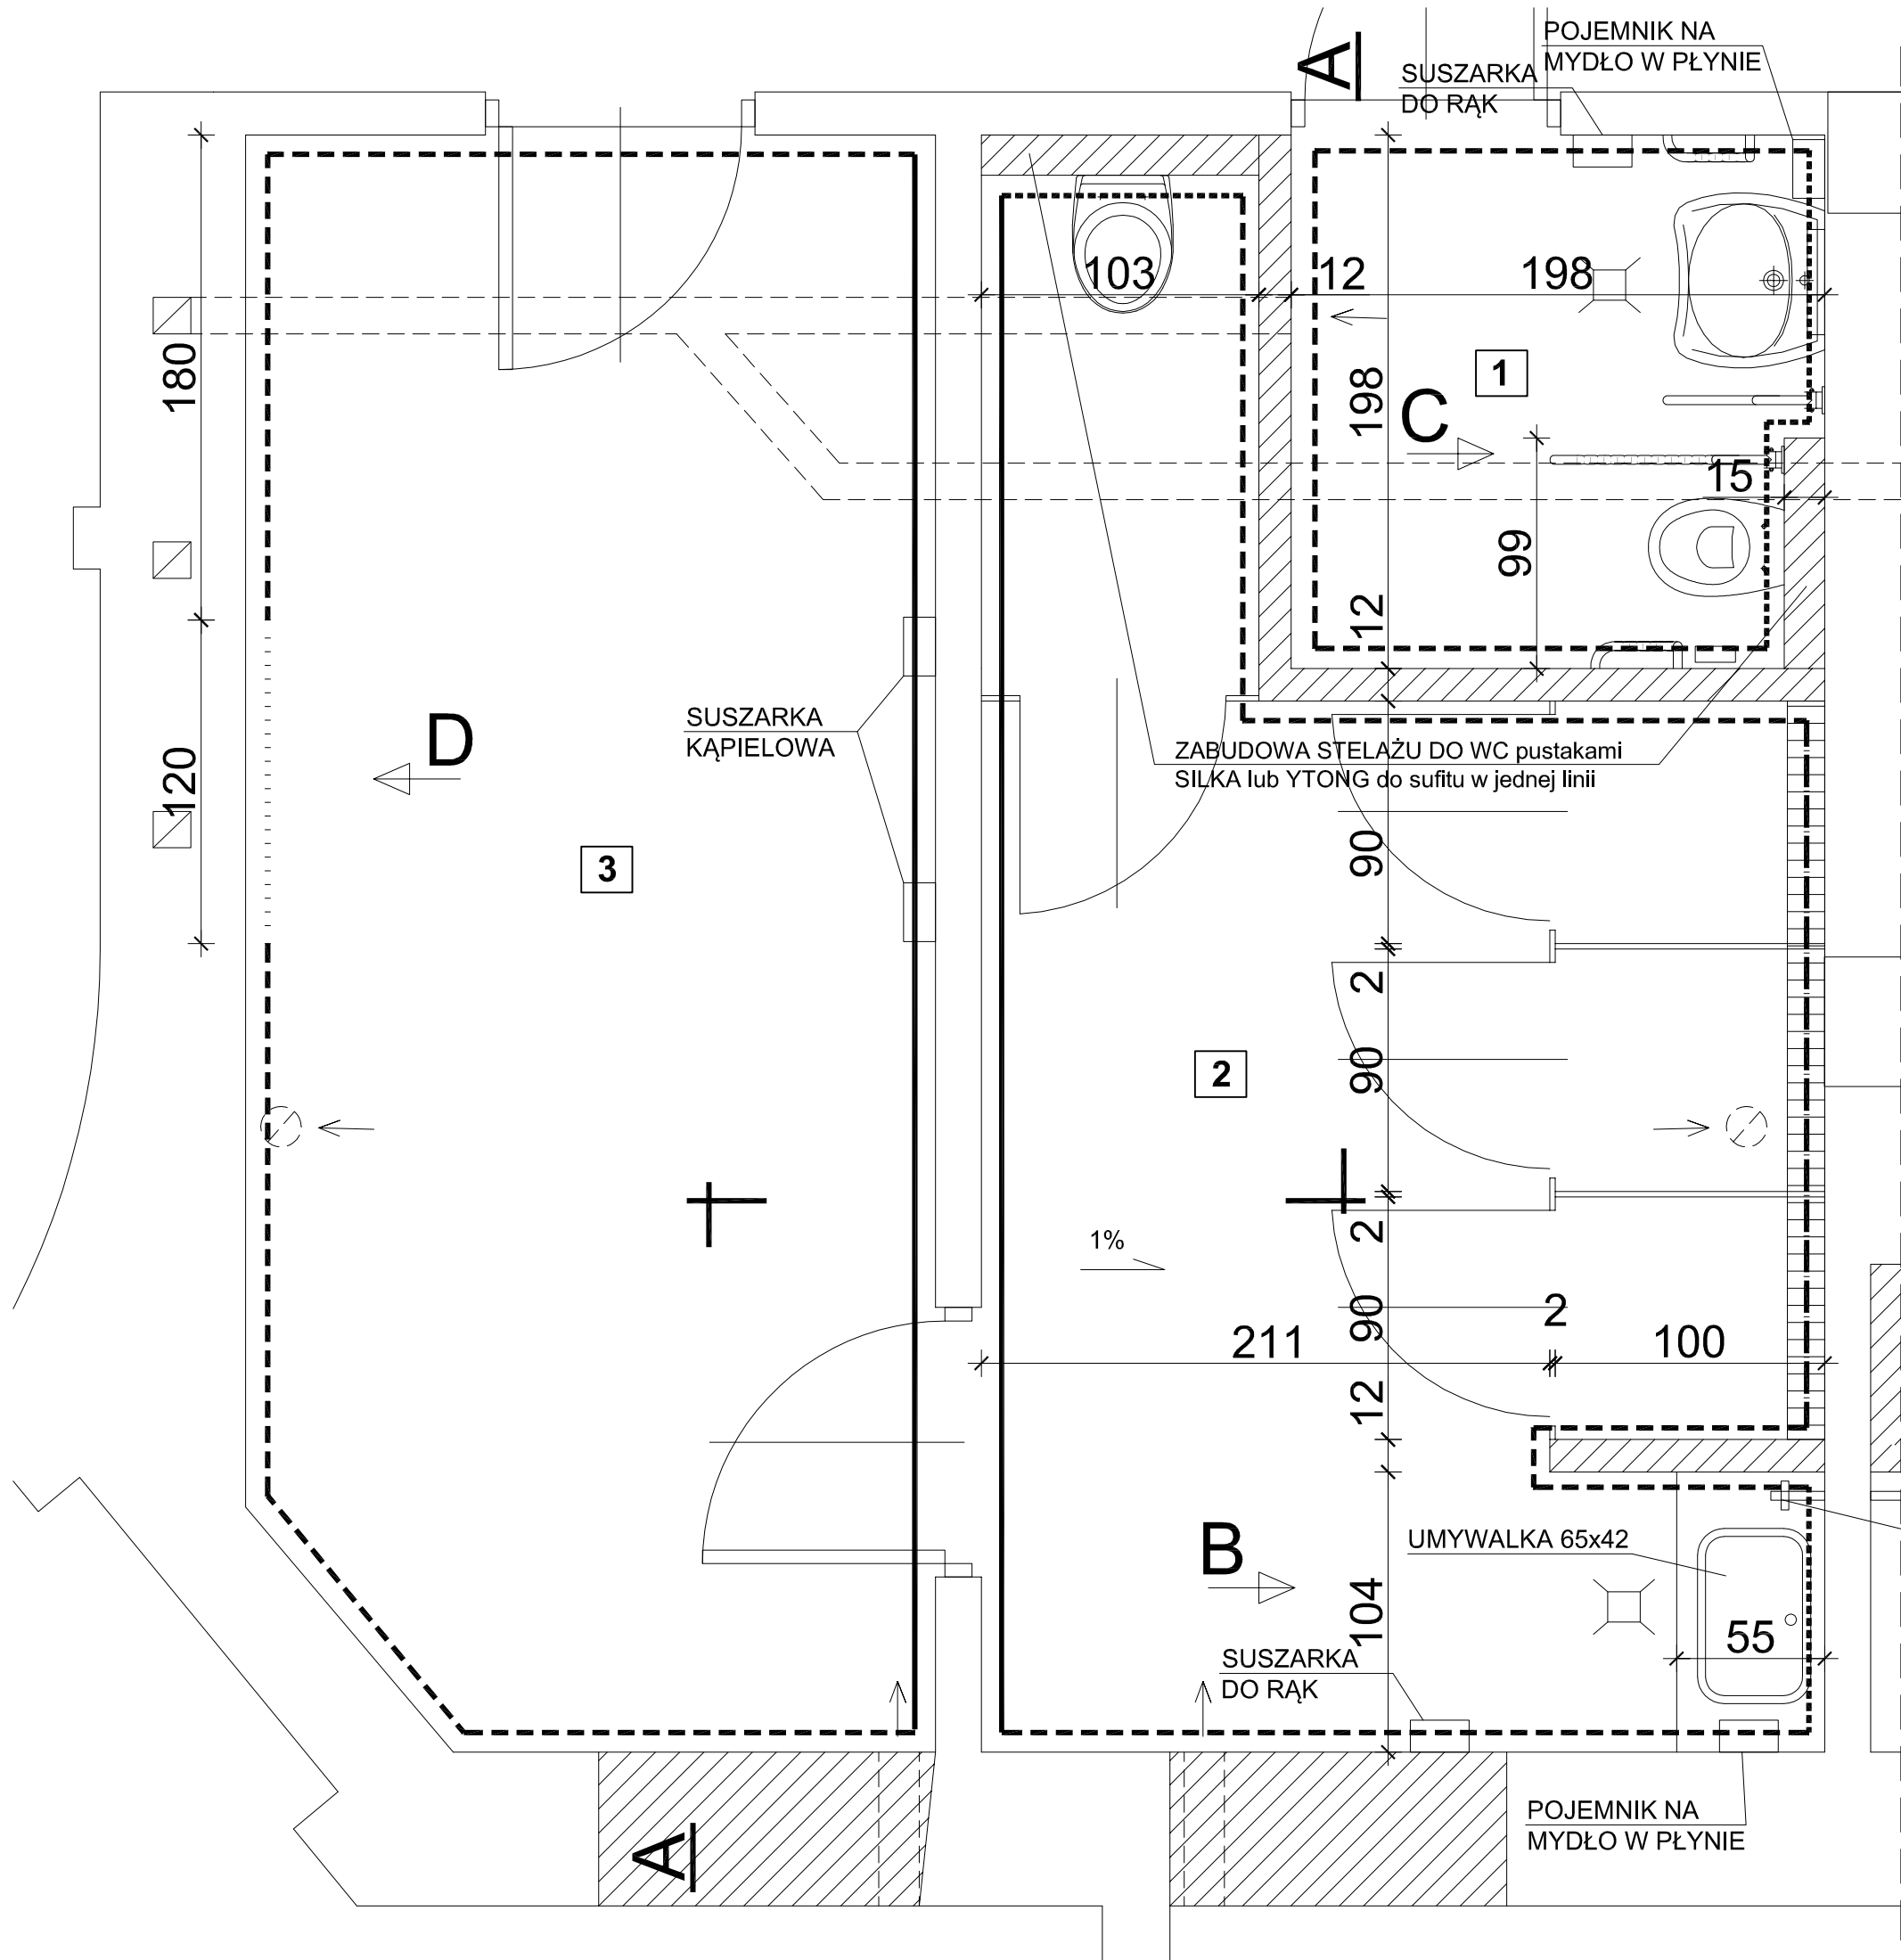 A
POJEMNIK NA
MYDŁO W PŁYNIE
SUSZARKA
DO RĄK
103
12
198
180
198
1
C
15
99
12
D
SUSZARKA
KĄPIELOWA
120
ZABUDOWA STELAŻU DO WC pustakami
SILKA lub YTONG do sufitu w jednej linii
90
3
2
2
90
1%
2
90
2
211
100
12
B
UMYWALKA 65x42
104
55
SUSZARKA
DO RĄK
POJEMNIK NA
MYDŁO W PŁYNIE
A